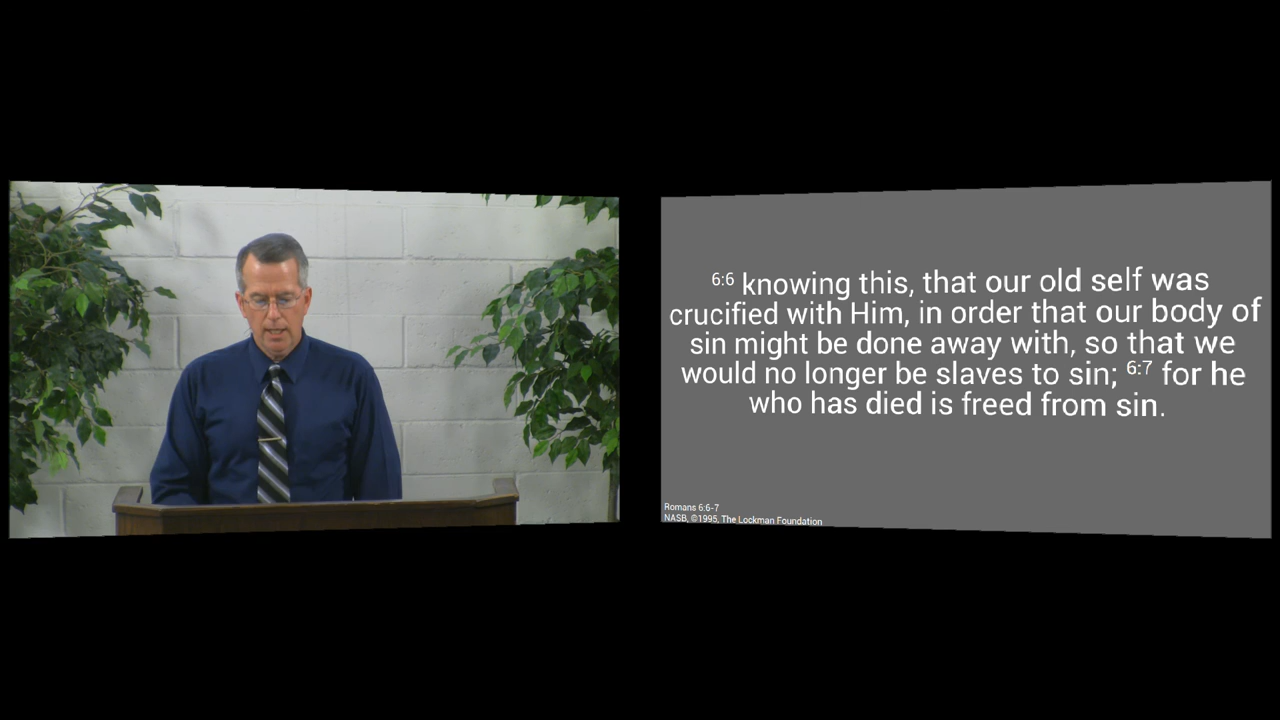 6:6 knowing this, that our old self was
crucified with Him, in order that our body of
sin might be done away with, so that we
would no longer be slaves to sin; 6:7 for he
who has died is freed from sin.
Romans 6:6-7
NASB, ©1995, The Lockman Foundation